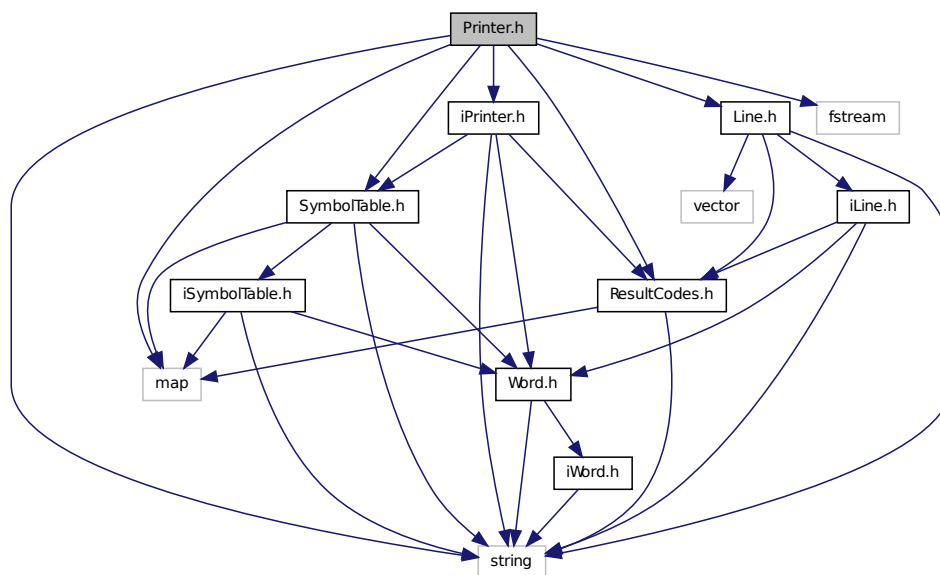 Printer.h
iPrinter.h
Line.h
fstream
SymbolTable.h
vector
iLine.h
iSymbolTable.h
ResultCodes.h
map
Word.h
iWord.h
string